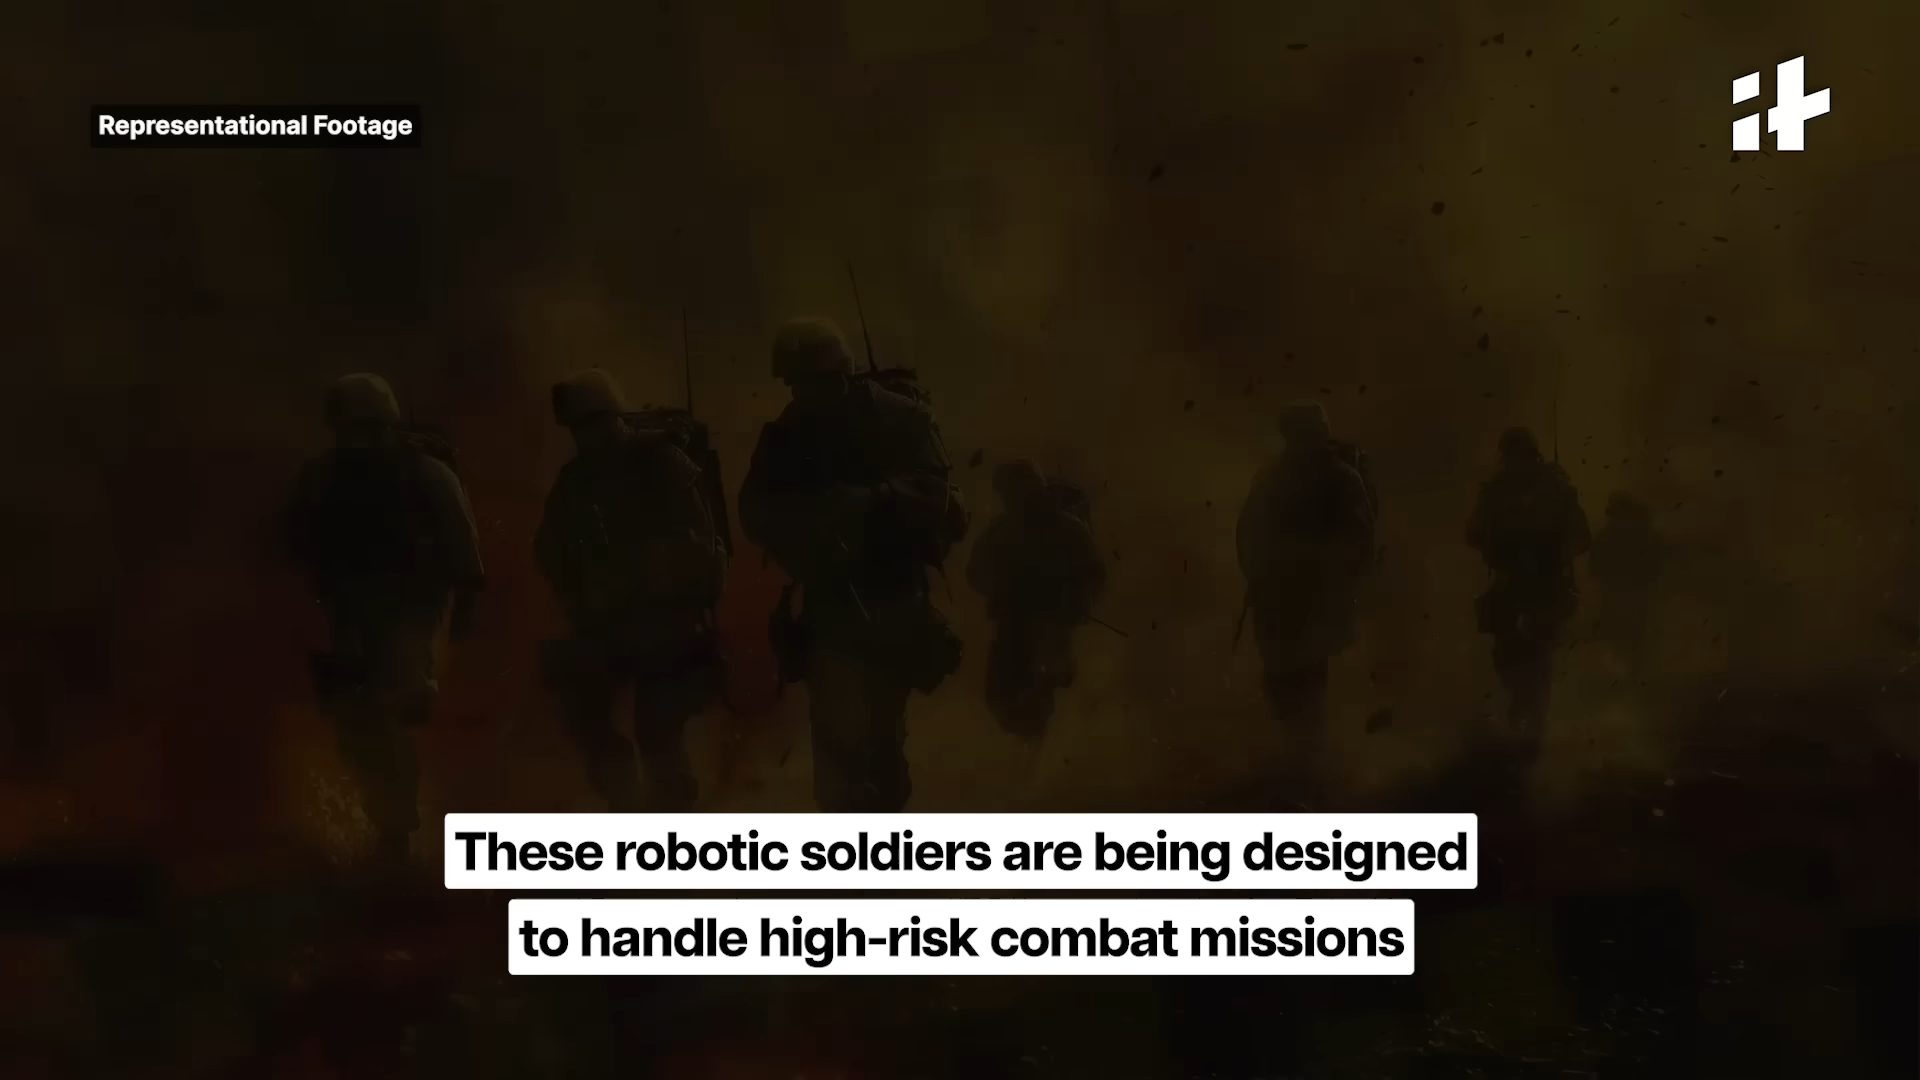 Representational Footage
These robotic soldiers are being designed
to handle high-risk combat missions